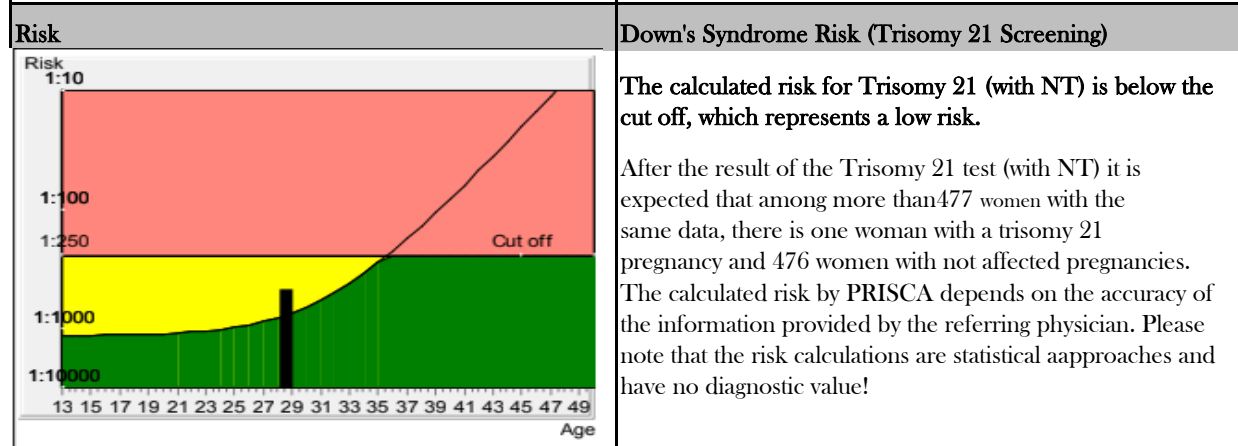 Risk
Risk
1:10
1:100
1:250
Cut off
1:1000
1:10000
13 15 17 19 21 23 25 27 29 31 33 35 37 39 41 43 45 47 49
Age
Down's Syndrome Risk (Trisomy 21 Screening)
The calculated risk for Trisomy 21 (with NT) is below the
cut off, which represents a low risk.
After the result of the Trisomy 21 test (with NT) it is
expected that among more than477 women with the
same data, there is one woman with a trisomy 21
pregnancy and 476 women with not affected pregnancies.
The calculated risk by PRISCA depends on the accuracy of
the information provided by the referring physician. Please
note that the risk calculations are statistical aapproaches and
have no diagnostic value!